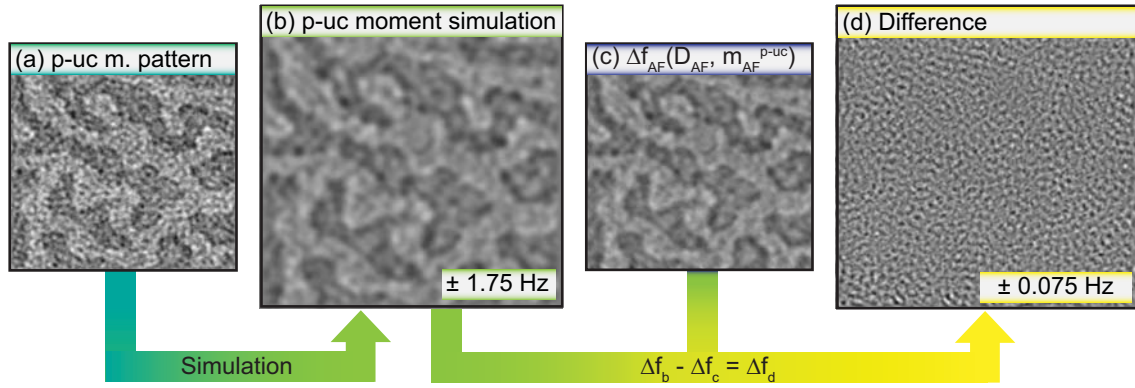 (a) p-uc m. pattern
(b) p-uc moment simulation
(c) Δf_AF(D_AF, m_AF^p-uc)
(d) Difference
± 1.75 Hz
± 0.075 Hz
Simulation
Δf_b - Δf_c = Δf_d